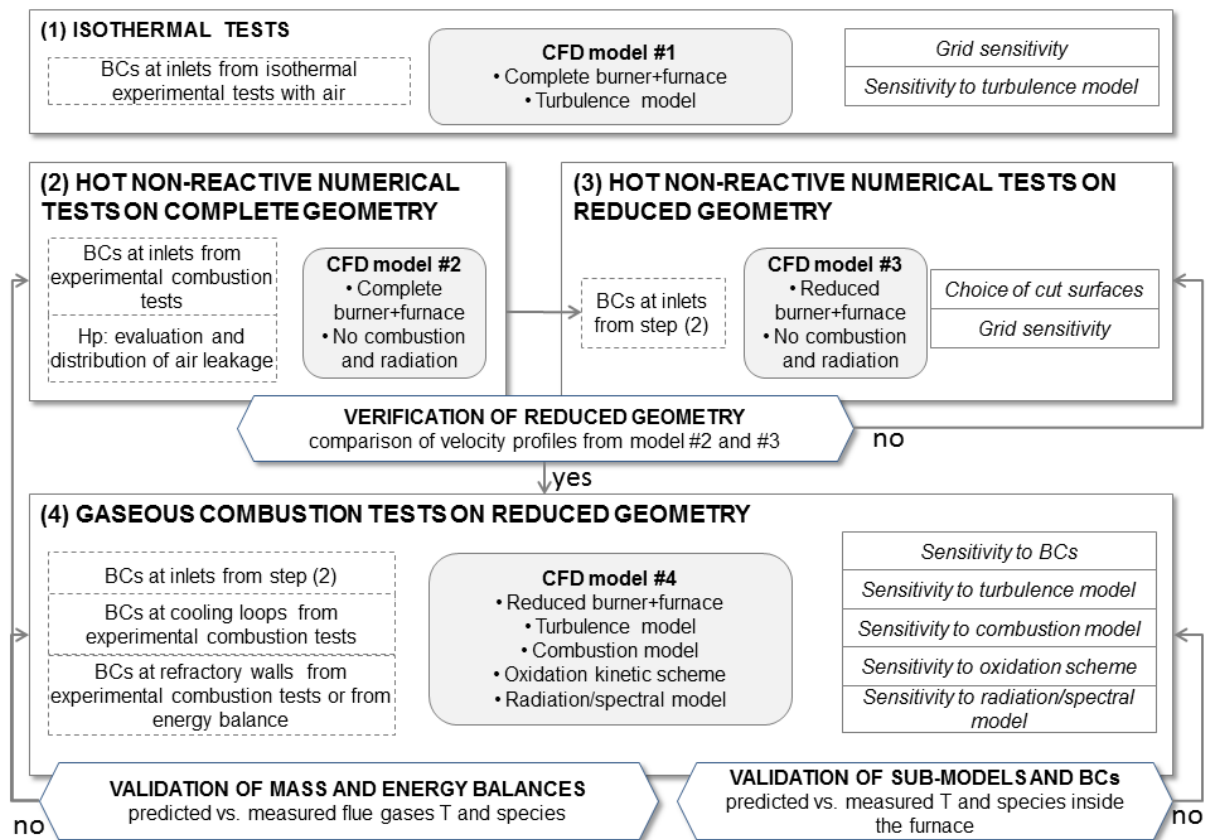 (1) ISOTHERMAL TESTS
BCs at inlets from isothermal
experimental tests with air
CFD model #1
• Complete burner+furnace
• Turbulence model
Grid sensitivity
Sensitivity to turbulence model
(2) HOT NON-REACTIVE NUMERICAL
TESTS ON COMPLETE GEOMETRY
BCs at inlets from
experimental combustion
tests
Hp: evaluation and
distribution of air leakage
CFD model #2
• Complete
burner+furnace
• No combustion
and radiation
(3) HOT NON-REACTIVE NUMERICAL TESTS ON
REDUCED GEOMETRY
BCs at inlets
from step (2)
CFD model #3
• Reduced
burner+furnace
• No combustion
and radiation
Choice of cut surfaces
Grid sensitivity
VERIFICATION OF REDUCED GEOMETRY
comparison of velocity profiles from model #2 and #3
no
yes
(4) GASEOUS COMBUSTION TESTS ON REDUCED GEOMETRY
BCs at inlets from step (2)
BCs at cooling loops from
experimental combustion tests
BCs at refractory walls from
experimental combustion tests or from
energy balance
CFD model #4
• Reduced burner+furnace
• Turbulence model
• Combustion model
• Oxidation kinetic scheme
• Radiation/spectral model
Sensitivity to BCs
Sensitivity to turbulence model
Sensitivity to combustion model
Sensitivity to oxidation scheme
Sensitivity to radiation/spectral
model
VALIDATION OF MASS AND ENERGY BALANCES
predicted vs. measured flue gases T and species
no
VALIDATION OF SUB-MODELS AND BCs
predicted vs. measured T and species inside
the furnace
no